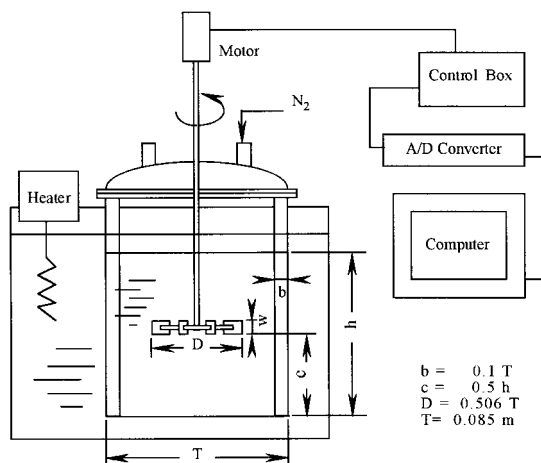 Motor
N2
Control Box
A/D Converter
Heater
Computer
b
w
D
h
c
T
b = 0.1 T
c = 0.5 h
D = 0.506 T
T= 0.085 m